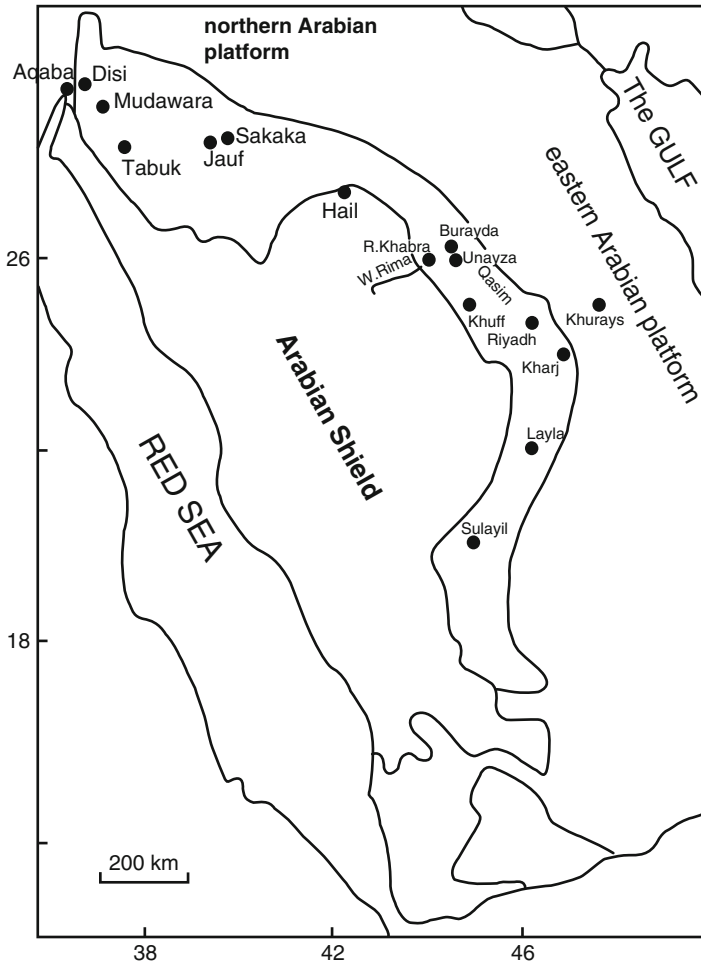 northern Arabian
platform
Aqaba
Disi
Mudawara
The GULF
Sakaka
Jauf
Tabuk
eastern Arabian platform
Hail
Burayda
R.Khabra
Unayza
26
W.Rima
Qasim
Khuff
Khurays
Riyadh
Kharj
Arabian Shield
Layla
RED SEA
Sulayil
18
200 km
38
42
46